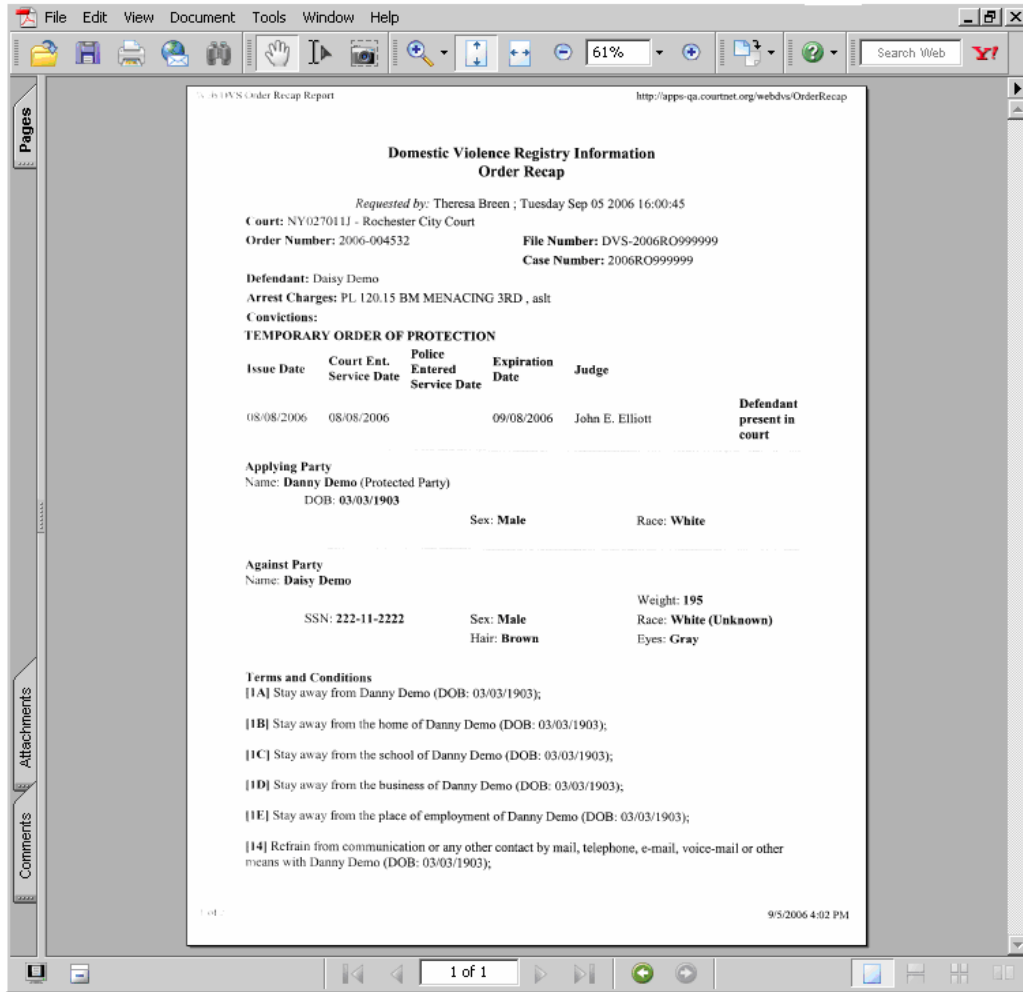 File Edit View Document Tools Window Help
61% Search Web Y!
Pages
Attachments
Comments
DVS Order Recap Report http://apps-qa.courtnet.org/webdvs/OrderRecap
Domestic Violence Registry Information
Order Recap
Requested by: Theresa Breen ; Tuesday Sep 05 2006 16:00:45
Court: NY027011J - Rochester City Court
Order Number: 2006-004532 File Number: DVS-2006RO999999
Case Number: 2006RO999999
Defendant: Daisy Demo
Arrest Charges: PL 120.15 BM MENACING 3RD , aslt
Convictions:
TEMPORARY ORDER OF PROTECTION
Issue Date Court Ent. Service Date Police Entered Service Date Expiration Date Judge
08/08/2006 08/08/2006 09/08/2006 John E. Elliott Defendant present in court
Applying Party
Name: Danny Demo (Protected Party)
DOB: 03/03/1903
Sex: Male Race: White
Against Party
Name: Daisy Demo
Weight: 195
SSN: 222-11-2222 Sex: Male Race: White (Unknown)
Hair: Brown Eyes: Gray
Terms and Conditions
[1A] Stay away from Danny Demo (DOB: 03/03/1903);
[1B] Stay away from the home of Danny Demo (DOB: 03/03/1903);
[1C] Stay away from the school of Danny Demo (DOB: 03/03/1903);
[1D] Stay away from the business of Danny Demo (DOB: 03/03/1903);
[1E] Stay away from the place of employment of Danny Demo (DOB: 03/03/1903);
[14] Refrain from communication or any other contact by mail, telephone, e-mail, voice-mail or other
means with Danny Demo (DOB: 03/03/1903);
of 9/5/2006 4:02 PM
1 of 1